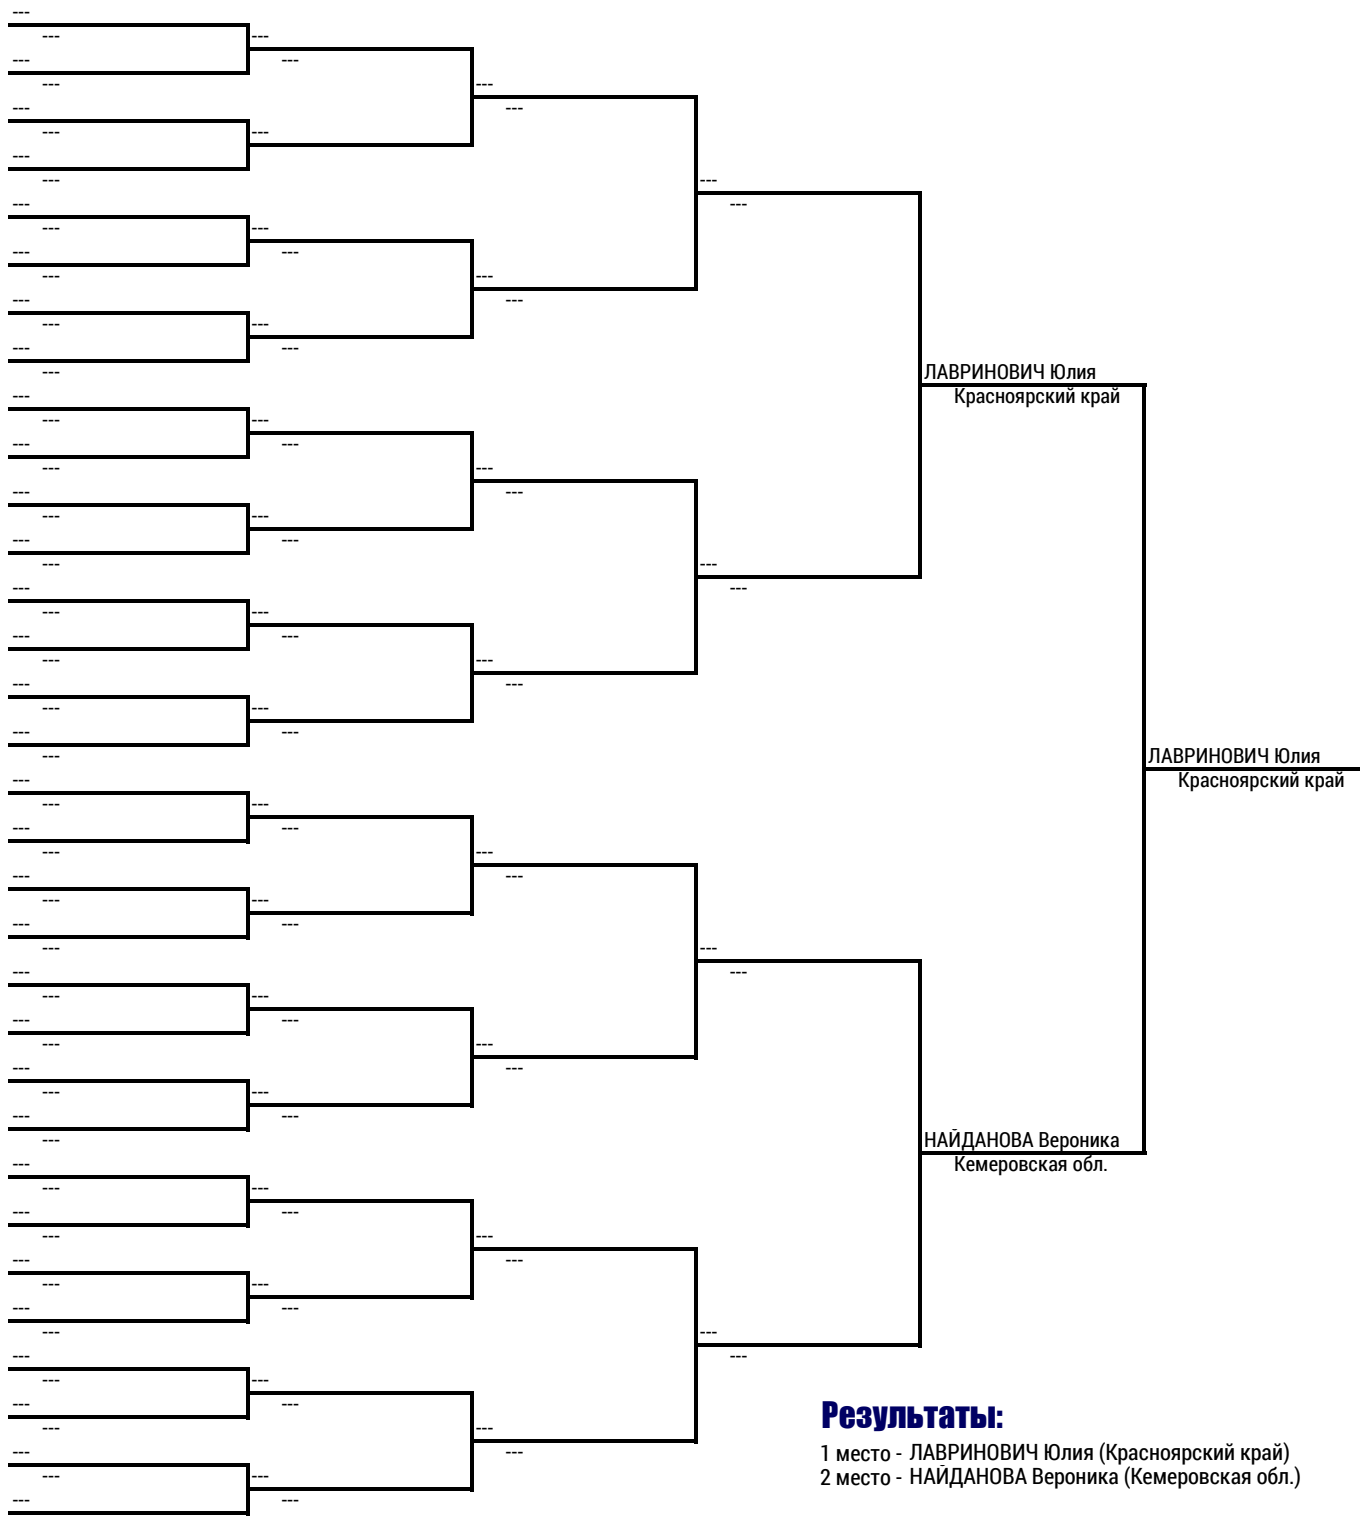 ЛАВРИНОВИЧ Юлия
Красноярский край
ЛАВРИНОВИЧ Юлия
Красноярский край
НАЙДАНОВА Вероника
Кемеровская обл.
Результаты:
1 место - ЛАВРИНОВИЧ Юлия (Красноярский край)
2 место - НАЙДАНОВА Вероника (Кемеровская обл.)